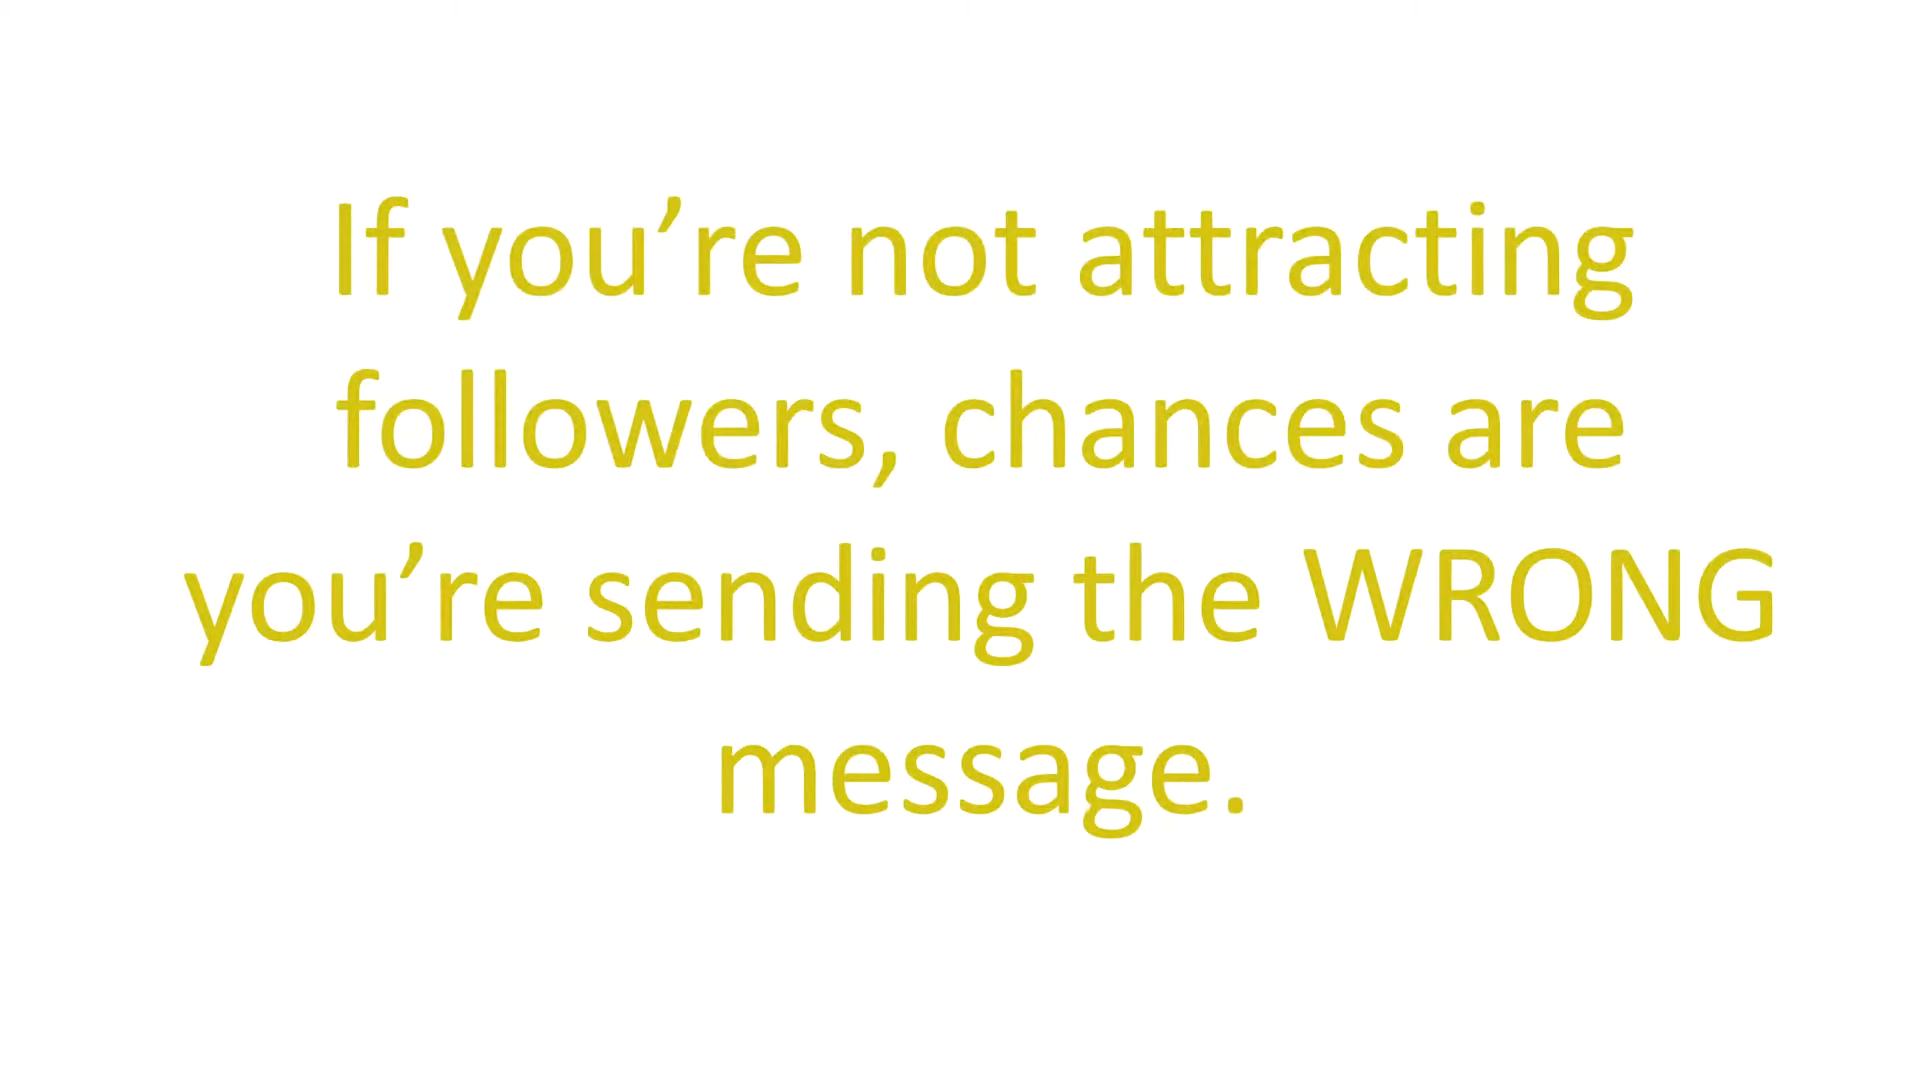 If you’re not attracting
followers, chances are
you’re sending the WRONG
message.